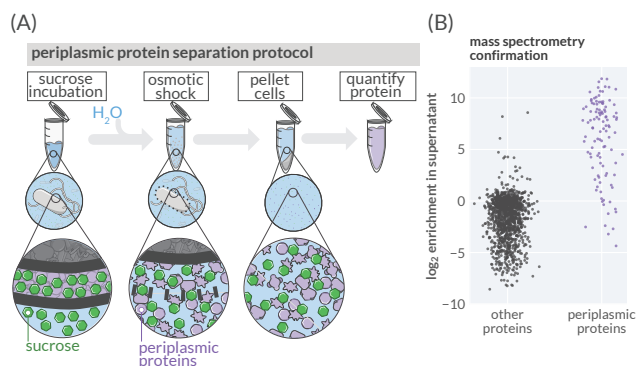 (A)
periplasmic protein separation protocol
sucrose
incubation
osmotic
shock
pellet
cells
quantify
protein
H₂O
sucrose
periplasmic
proteins
(B)
mass spectrometry
confirmation
log₂ enrichment in supernatant
10
5
0
−5
−10
other
proteins
periplasmic
proteins